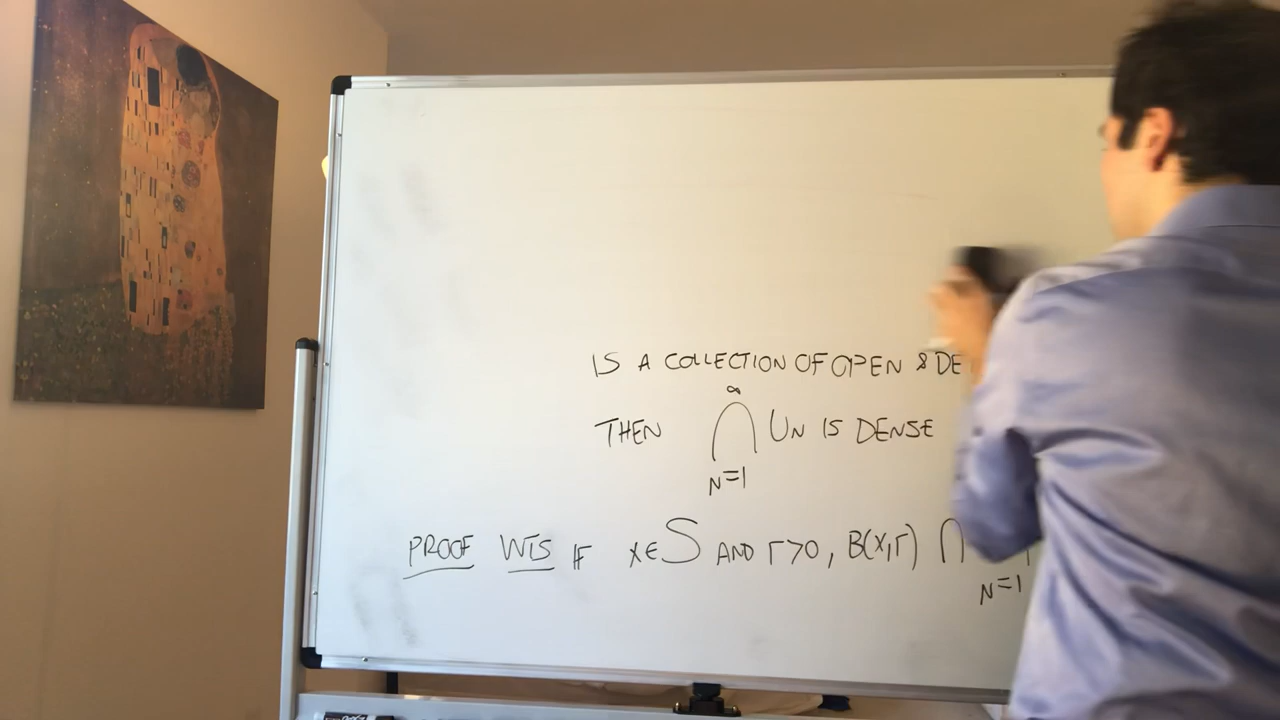 IS A COLLECTION OF OPEN & DE
THEN ∞ ⋂ N=1 UN IS DENSE
PROOF WTS IF x∈S AND r>0, B(x,r) ∩ N=1